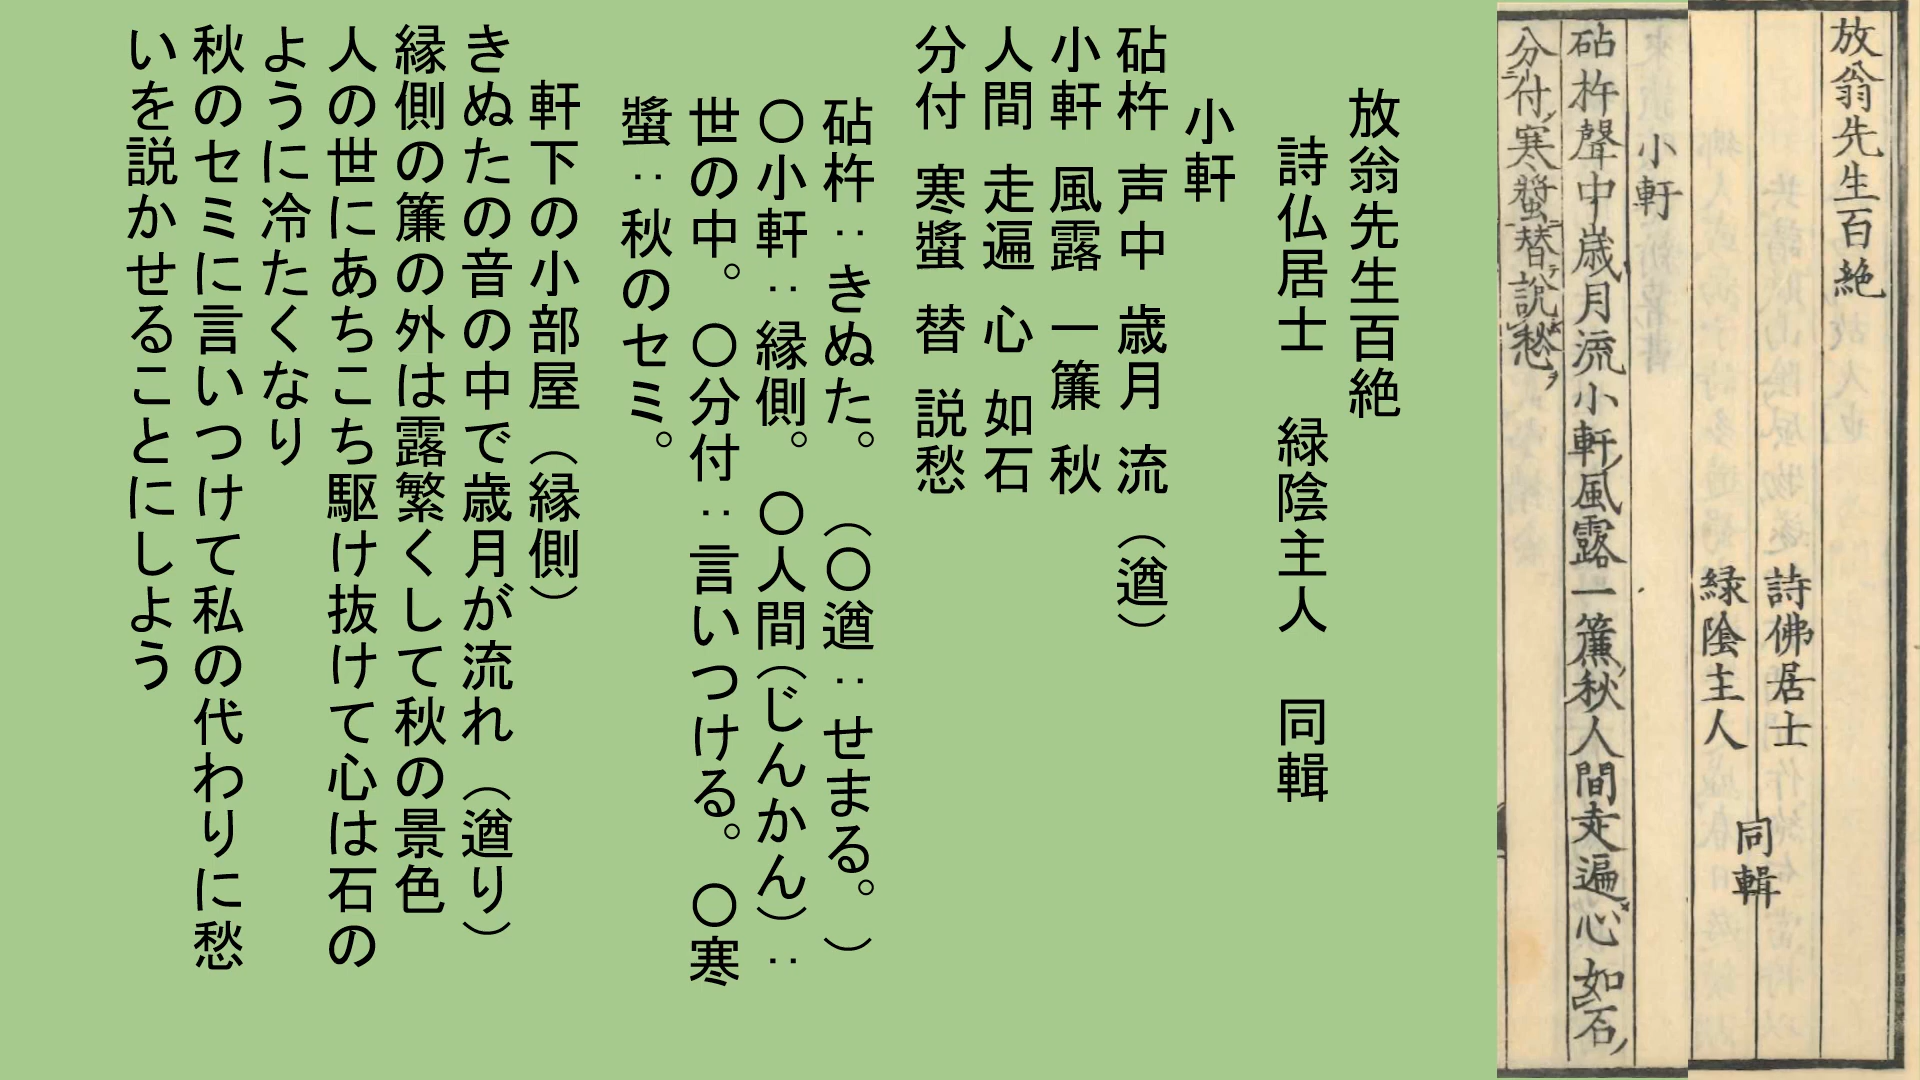 放翁先生百絶
詩佛居士
緑陰主人
同輯
小軒
砧杵聲中歳月流小軒風露一簾秋人間走遍心如石
分付寒螀替說愁
放翁先生百絶
詩仏居士 緑陰主人 同輯
小軒
砧杵 声中 歳月 流（遒）
小軒 風露 一簾 秋
人間 走遍 心 如石
分付 寒螀 替 説愁
砧杵：きぬた。 （〇遒：せまる。）
〇小軒：縁側。 〇人間（じんかん）：
世の中。 〇分付：言いつける。 〇寒
螀：秋のセミ。
軒下の小部屋（縁側）
きぬたの音の中で歳月が流れ（遒り）
縁側の簾の外は露繁くして秋の景色
人の世にあちこち駆け抜けて心は石の
ように冷たくなり
秋のセミに言いつけて私の代わりに愁
いを説かせることにしよう